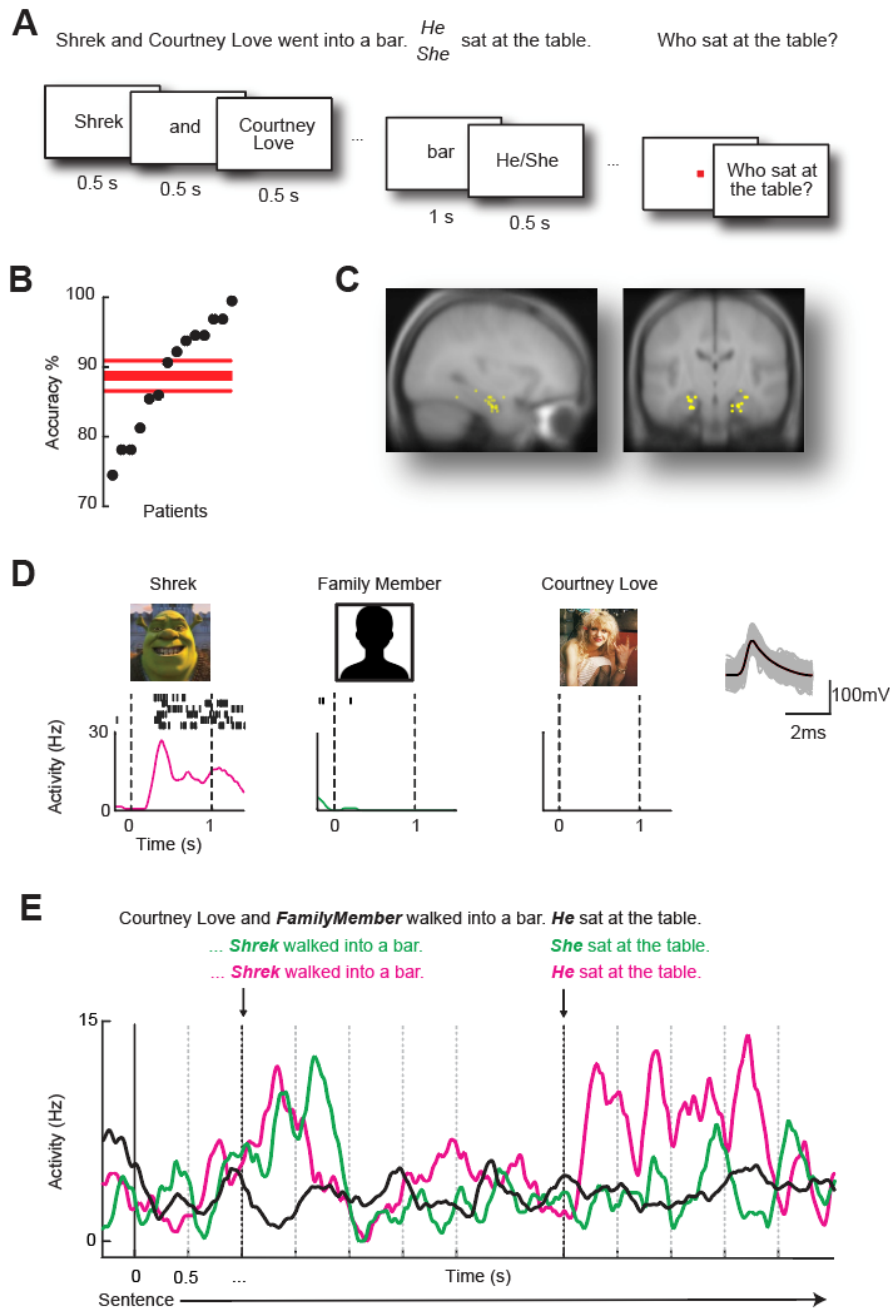 A
Shrek and Courtney Love went into a bar. He sat at the table. Who sat at the table?
She
Shrek
and
Courtney
Love
...
bar
He/She
...
Who sat at
the table?
0.5 s
0.5 s
0.5 s
1 s
0.5 s
B
100
90
80
70
Accuracy %
Patients
C
D
Shrek
Family Member
Courtney Love
100mV
2ms
30
0
Activity (Hz)
0 1
Time (s)
0 1
0 1
E
Courtney Love and FamilyMember walked into a bar. He sat at the table.
... Shrek walked into a bar. She sat at the table.
... Shrek walked into a bar. He sat at the table.
15
Activity (Hz)
0
0 0.5 ... Time (s)
Sentence